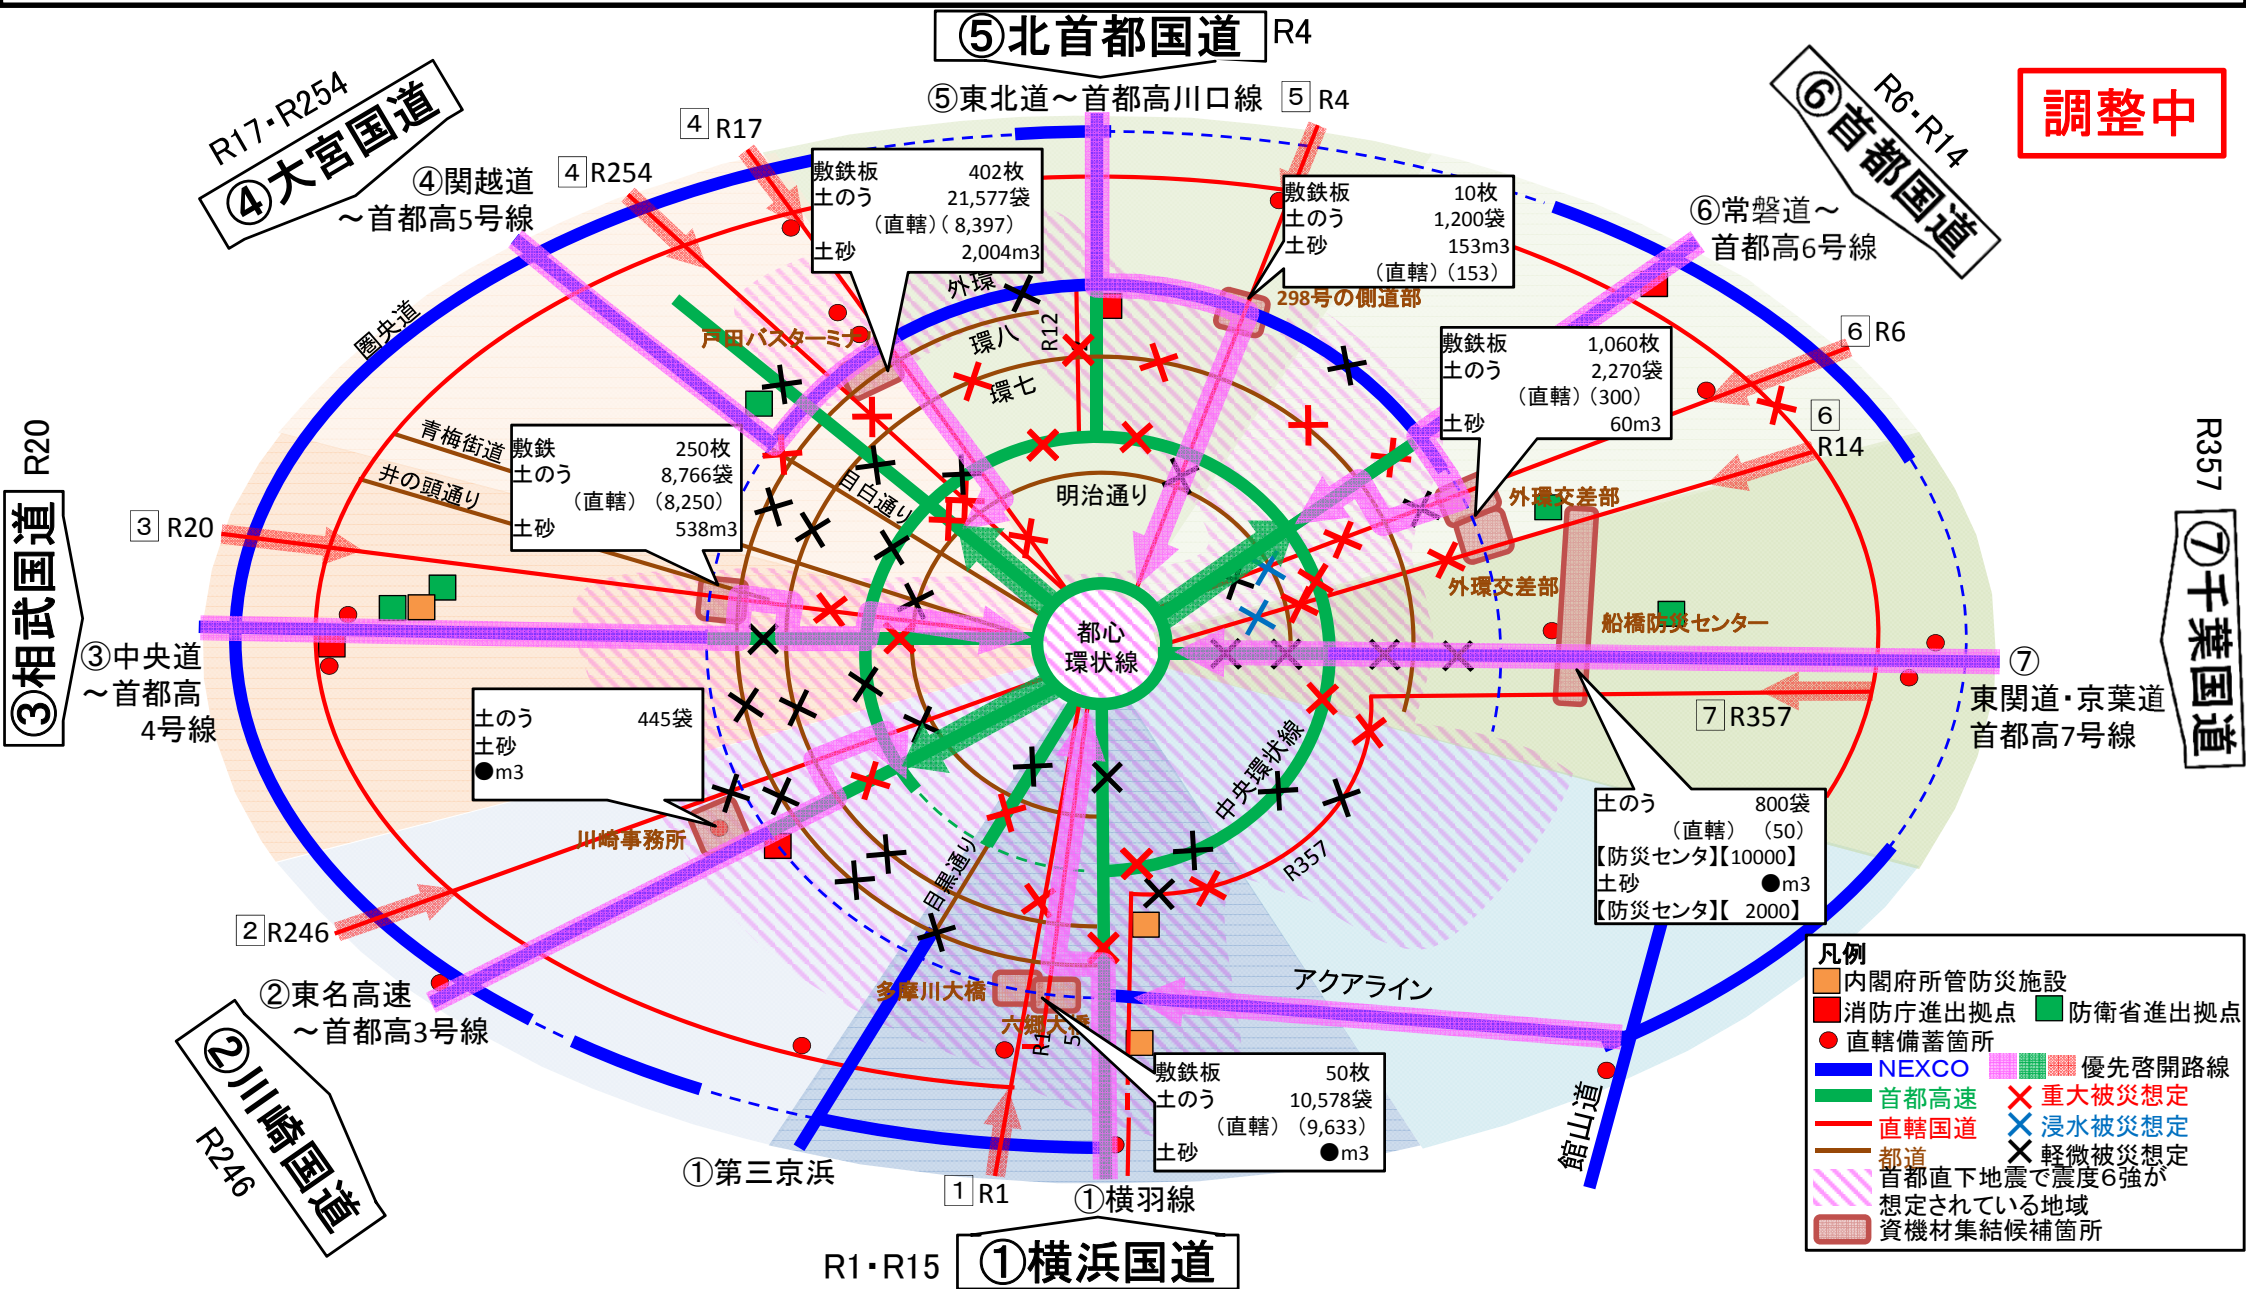 ⑤北首都国道 R4
⑤東北道～首都高川口線 5 R4
R17・R254
④大宮国道
④関越道
～首都高5号線
4 R254
4 R17
R6・R14
⑥首都国道
調整中
⑥常磐道～
首都高6号線
6 R6
6
R14
敷鉄板 402枚
土のう 21,577袋
（直轄）( 8,397)
土砂 2,004m3
敷鉄板 10枚
土のう 1,200袋
土砂 153m3
（直轄）(153)
298号の側道部
敷鉄板 1,060枚
土のう 2,270袋
（直轄）(300)
土砂 60m3
外環
環八
環七
R12
戸田バスターミナ
圏央道
青梅街道
井の頭通り
目白通り
明治通り
敷鉄 250枚
土のう 8,766袋
（直轄） (8,250)
土砂 538m3
外環交差部
外環交差部
船橋防災センター
R20
③相武国道
3 R20
③中央道
～首都高
4号線
都心
環状線
R357
⑦千葉国道
⑦
東関道・京葉道
首都高7号線
7 R357
土のう 445袋
土砂
●m3
川崎事務所
中央環状線
R357
目黒通り
土のう 800袋
（直轄） (50)
【防災センタ】【10000】
土砂 ●m3
【防災センタ】【 2000】
2 R246
②東名高速
～首都高3号線
②川崎国道
R246
多摩川大橋
六郷大橋
R1
5
アクアライン
館山道
敷鉄板 50枚
土のう 10,578袋
（直轄） (9,633)
土砂 ●m3
①第三京浜
1 R1
①横羽線
R1・R15 ①横浜国道
凡例
内閣府所管防災施設
消防庁進出拠点 防衛省進出拠点
直轄備蓄箇所
NEXCO 優先啓開路線
首都高速 重大被災想定
直轄国道 浸水被災想定
都道 軽微被災想定
首都直下地震で震度6強が
想定されている地域
資機材集結候補箇所